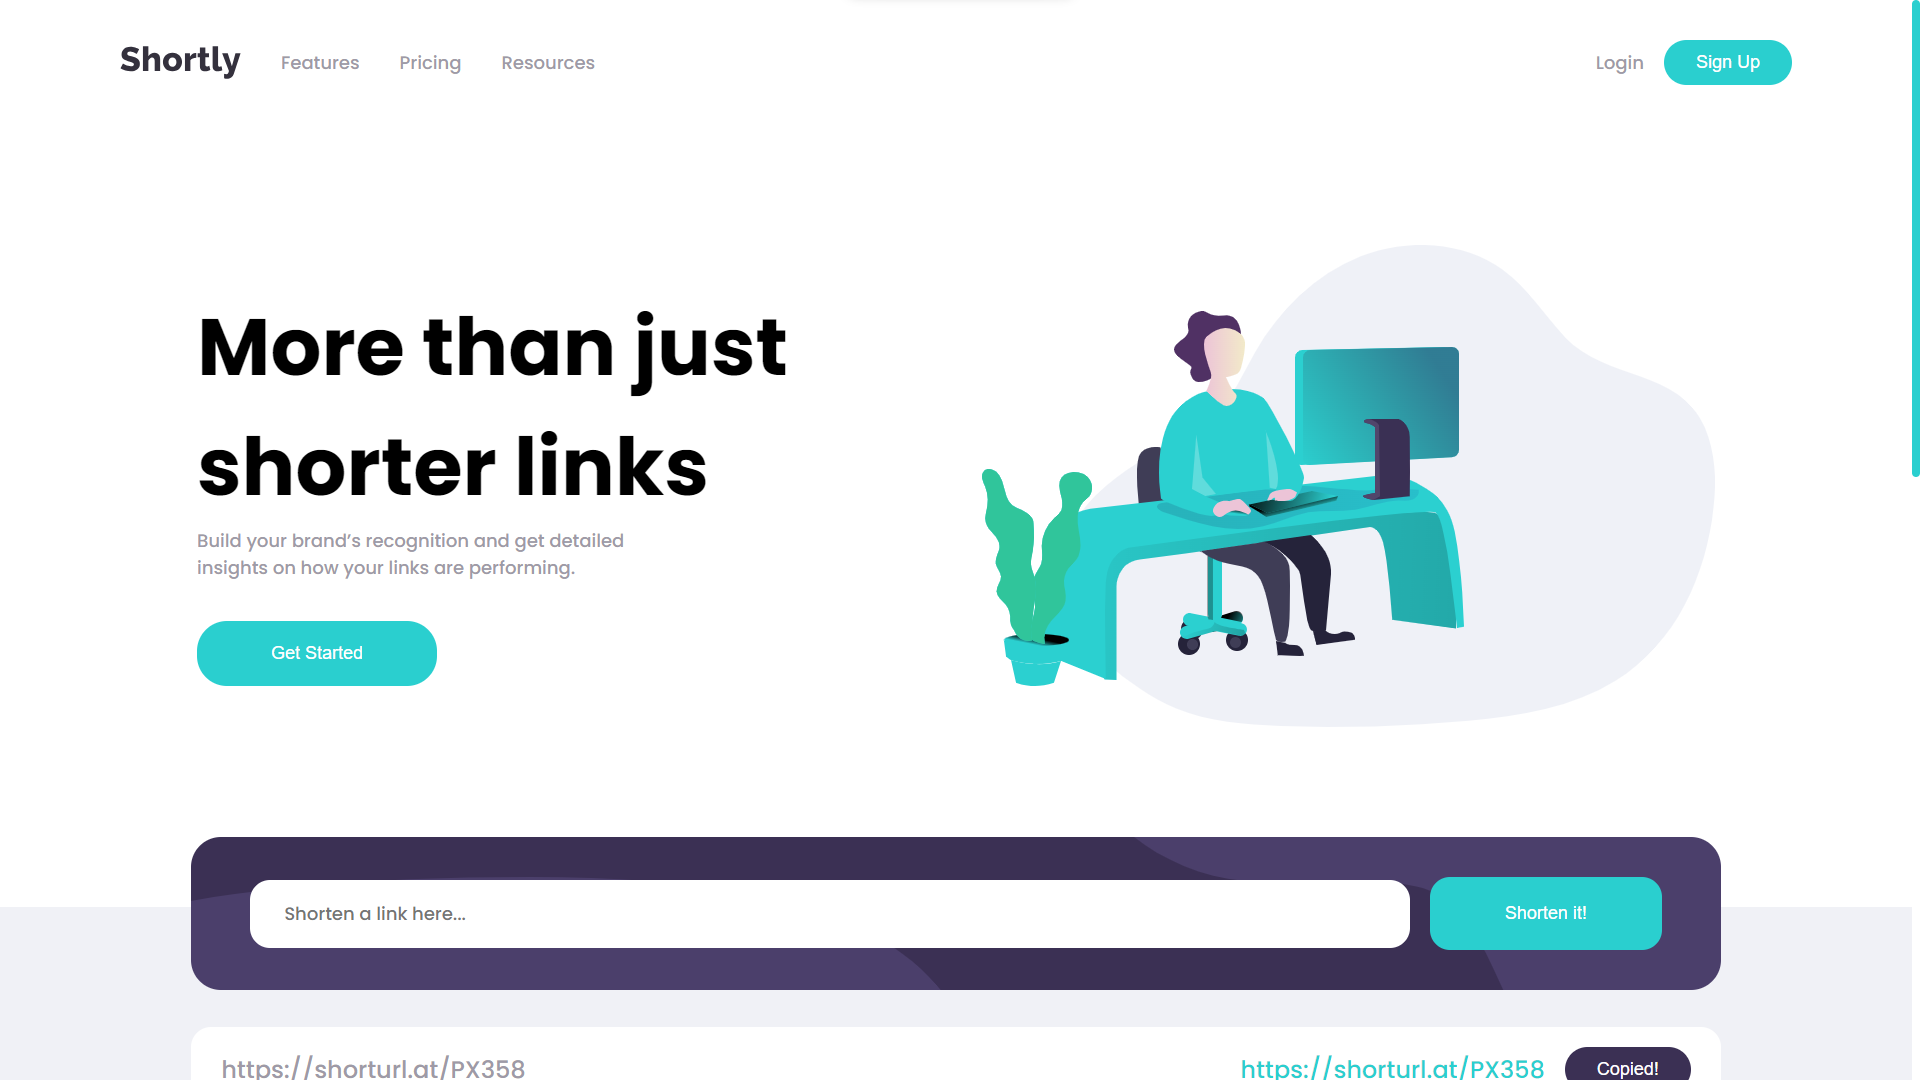 Shortly
Features
Pricing
Resources
Login
Sign Up
More than just
shorter links
Build your brand’s recognition and get detailed
insights on how your links are performing.
Get Started
Shorten a link here...
Shorten it!
https://shorturl.at/PX358
https://shorturl.at/PX358
Copied!